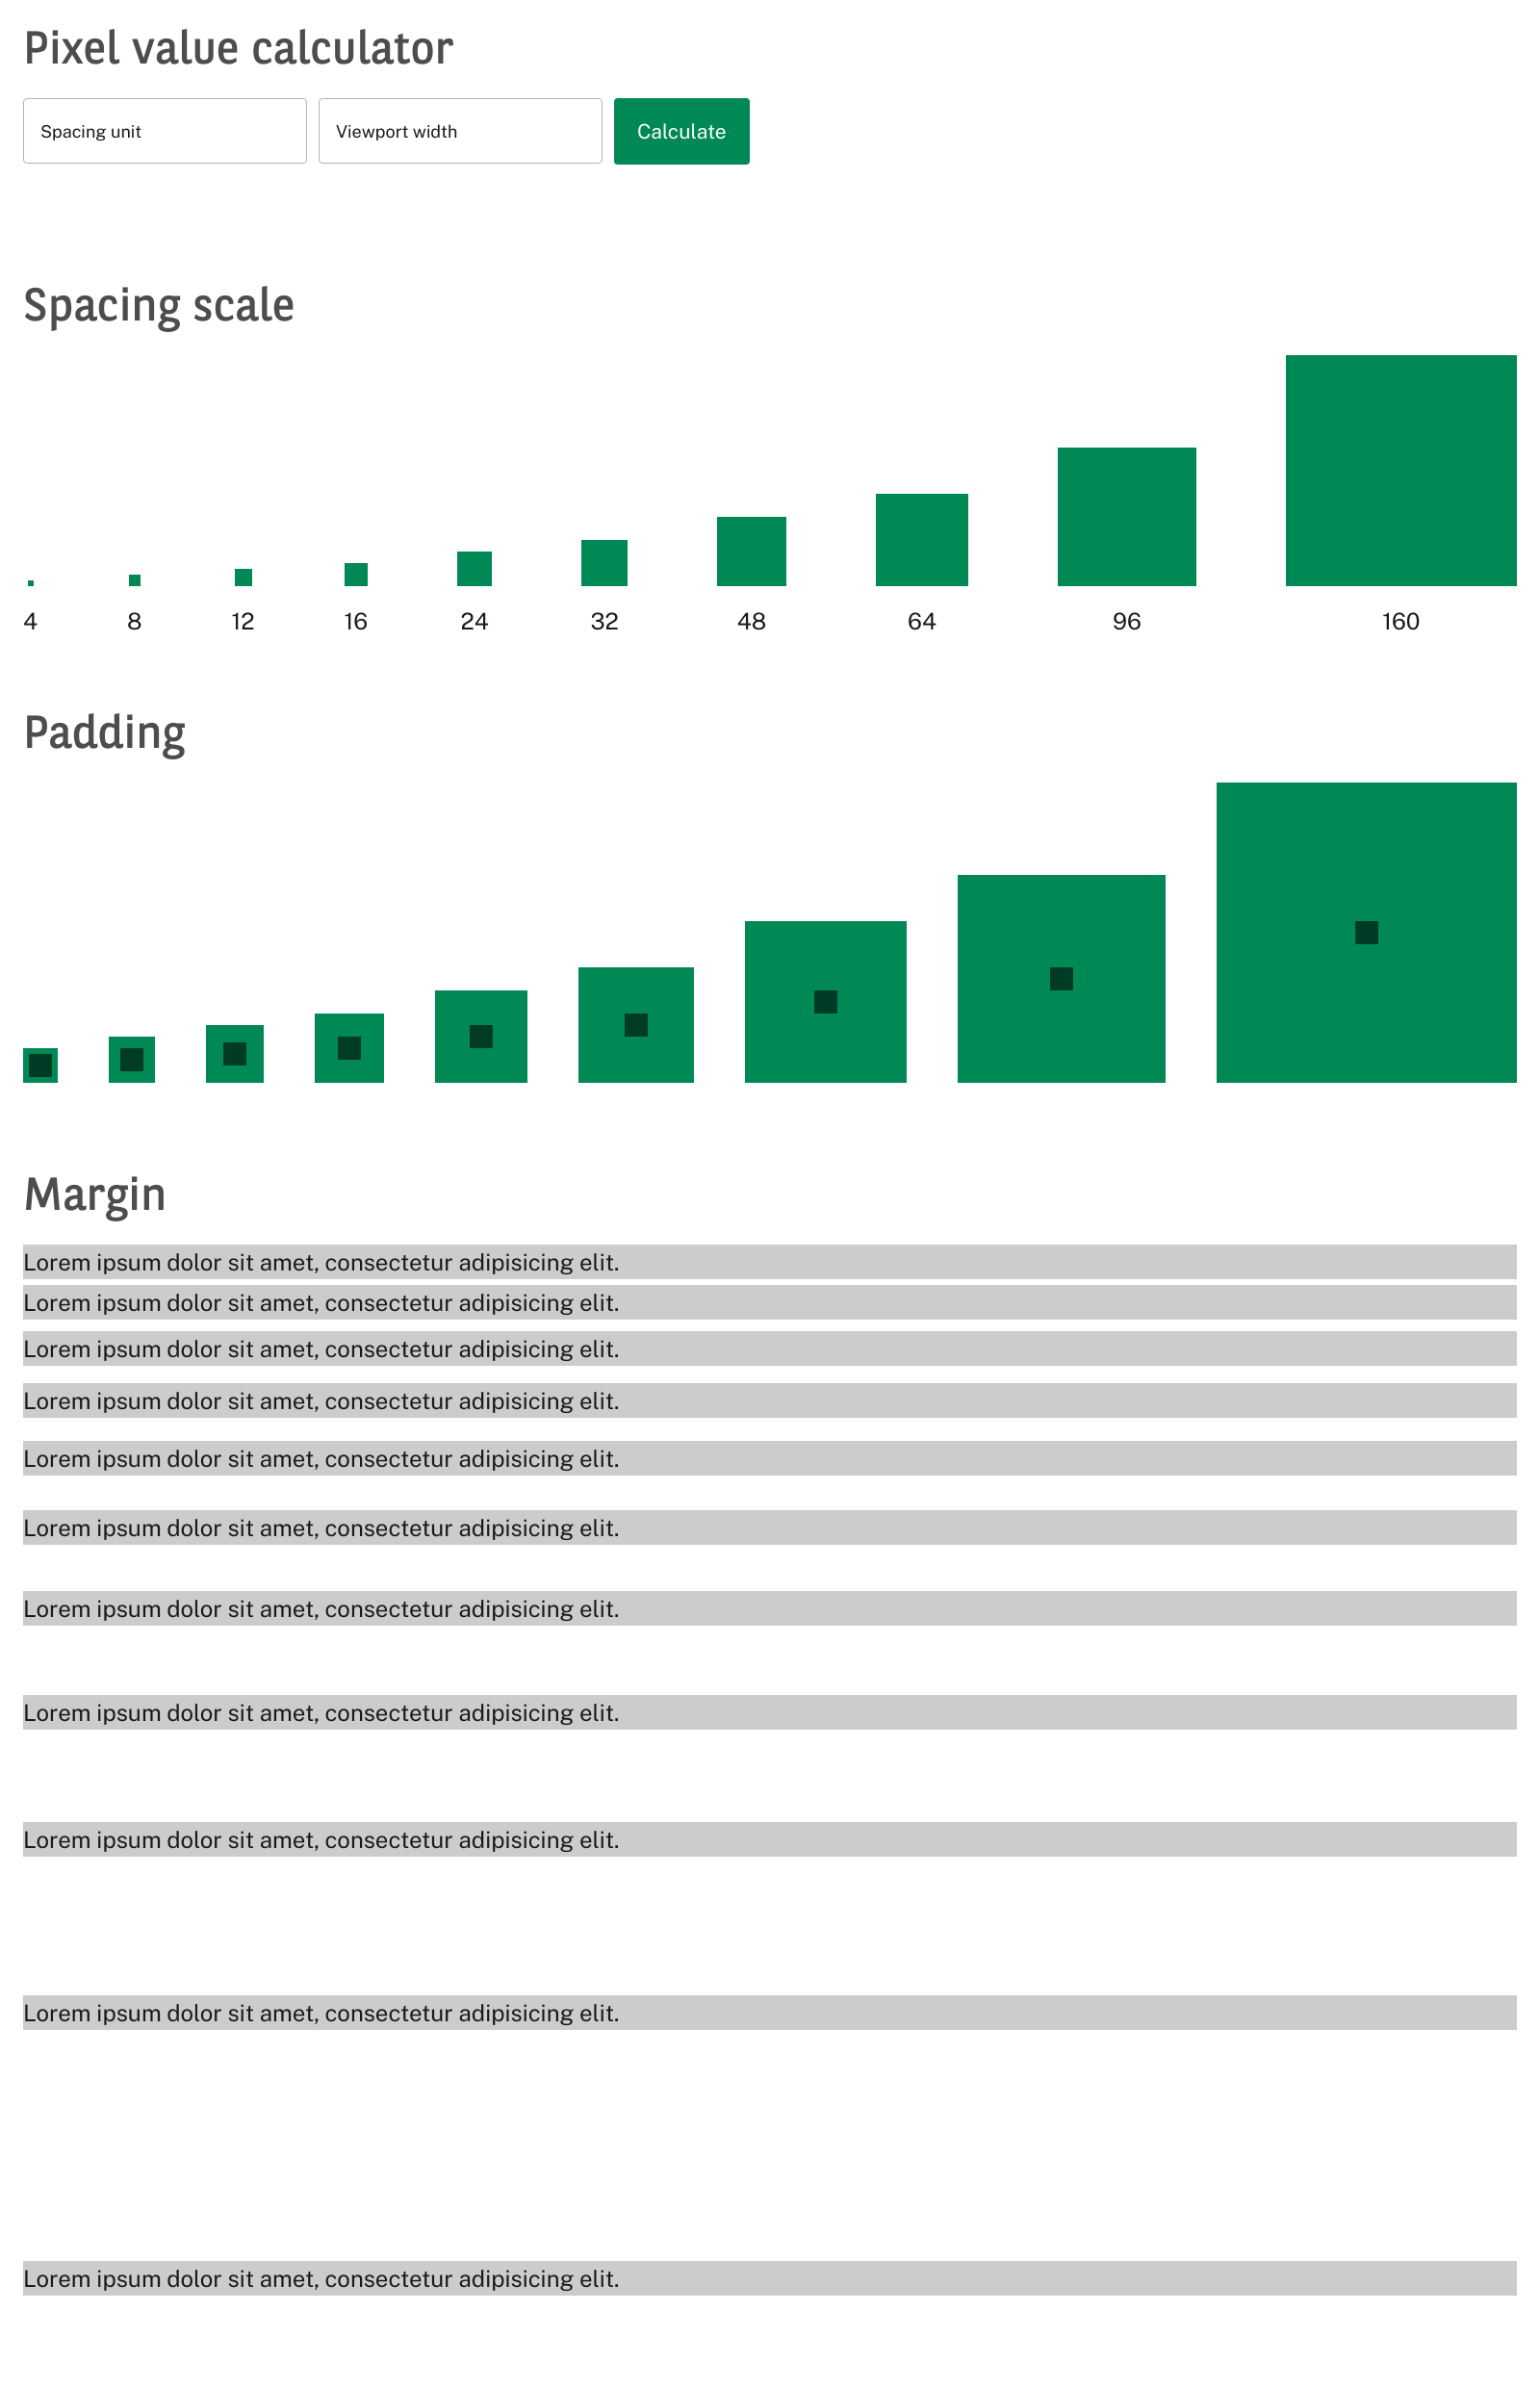 Pixel value calculator
Spacing unit
Viewport width
Calculate
Spacing scale
4 8 12 16 24 32 48 64 96 160
Padding
Margin
Lorem ipsum dolor sit amet, consectetur adipisicing elit.
Lorem ipsum dolor sit amet, consectetur adipisicing elit.
Lorem ipsum dolor sit amet, consectetur adipisicing elit.
Lorem ipsum dolor sit amet, consectetur adipisicing elit.
Lorem ipsum dolor sit amet, consectetur adipisicing elit.
Lorem ipsum dolor sit amet, consectetur adipisicing elit.
Lorem ipsum dolor sit amet, consectetur adipisicing elit.
Lorem ipsum dolor sit amet, consectetur adipisicing elit.
Lorem ipsum dolor sit amet, consectetur adipisicing elit.
Lorem ipsum dolor sit amet, consectetur adipisicing elit.
Lorem ipsum dolor sit amet, consectetur adipisicing elit.